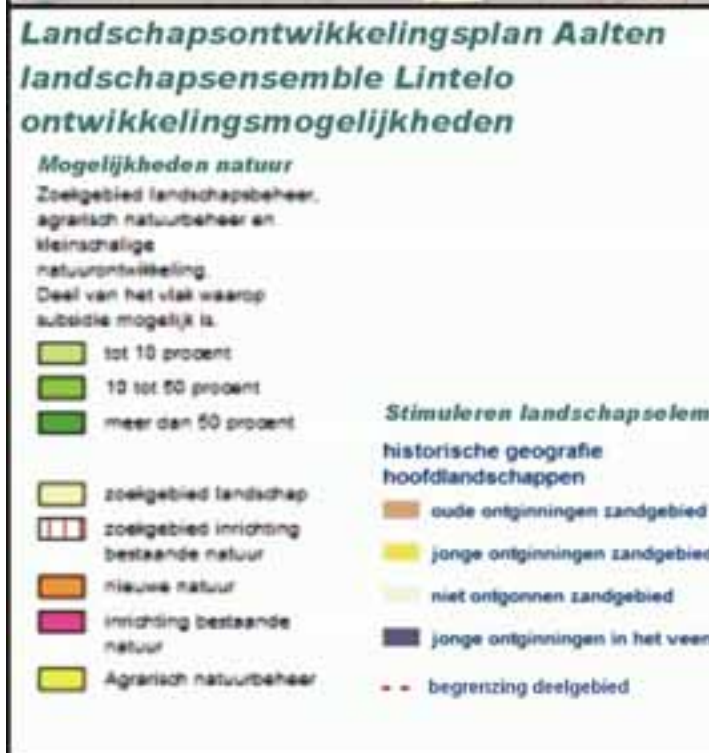 Landschapsontwikkelingsplan Aalten
landschapsensemble Lintelo
ontwikkelingsmogelijkheden
Mogelijkheden natuur
Zoekgebied landschapsbeheer,
agrarisch natuurbeheer en
kleinschalige
natuurontwikkeling.
Deel van het vlak waarop
subsidie mogelijk is.
tot 10 procent
10 tot 50 procent
meer dan 50 procent
zoekgebied landschap
zoekgebied inrichting
bestaande natuur
nieuwe natuur
inrichting bestaande
natuur
Agrarisch natuurbeheer
Stimuleren landschapselem
historische geografie
hoofdlandschappen
oude ontginningen zandgebied
jonge ontginningen zandgebied
niet ontgonnen zandgebied
jonge ontginningen in het veen
begrenzing deelgebied